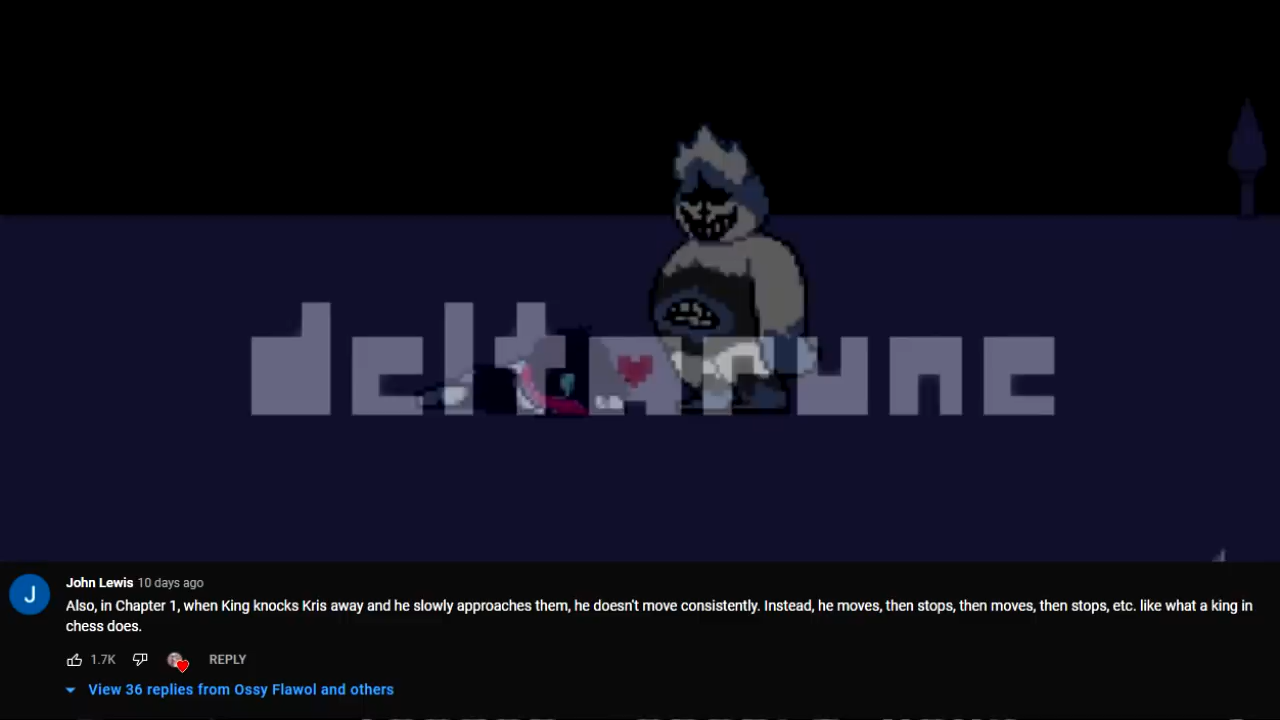 deltarune
John Lewis 10 days ago
Also, in Chapter 1, when King knocks Kris away and he slowly approaches them, he doesn't move consistently. Instead, he moves, then stops, then moves, then stops, etc. like what a king in
chess does.
1.7K REPLY
View 36 replies from Ossy Flawol and others